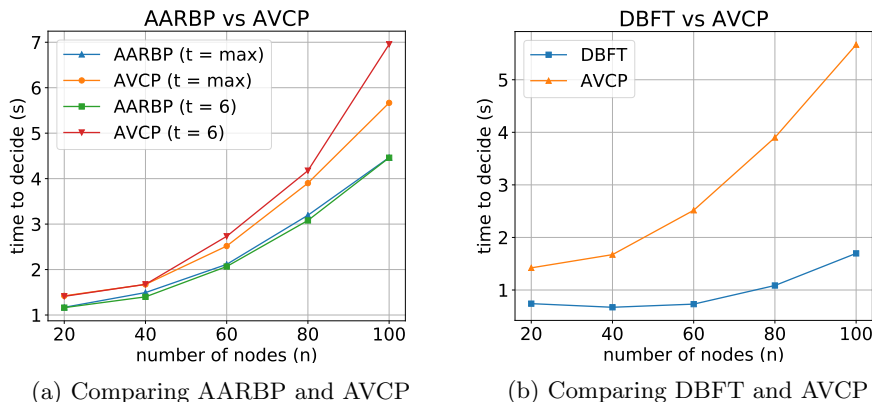 AARBP vs AVCP
7
6
5
4
3
2
1
time to decide (s)
AARBP (t = max)
AVCP (t = max)
AARBP (t = 6)
AVCP (t = 6)
20 40 60 80 100
number of nodes (n)
(a) Comparing AARBP and AVCP
DBFT vs AVCP
5
4
3
2
1
time to decide (s)
DBFT
AVCP
20 40 60 80 100
number of nodes (n)
(b) Comparing DBFT and AVCP